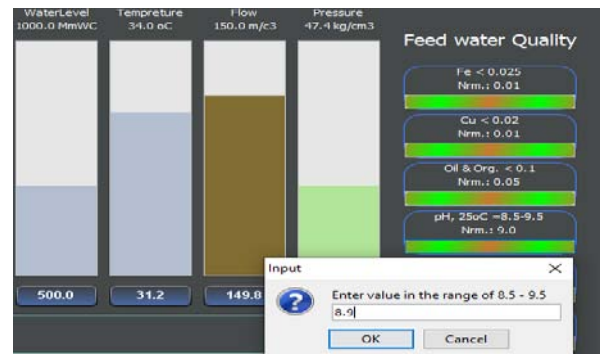 WaterLevel
1000.0 MmWC
Tempreture
34.0 oC
Flow
150.0 m/c3
Pressure
47.4 kg/cm3
Feed water Quality
Fe < 0.025
Nrm.: 0.01
Cu < 0.02
Nrm.: 0.01
Oil & Org. < 0.1
Nrm.: 0.05
pH, 25oC =8.5-9.5
Nrm.: 9.0
500.0
31.2
149.8
Input
Enter value in the range of 8.5 - 9.5
8.9
OK
Cancel